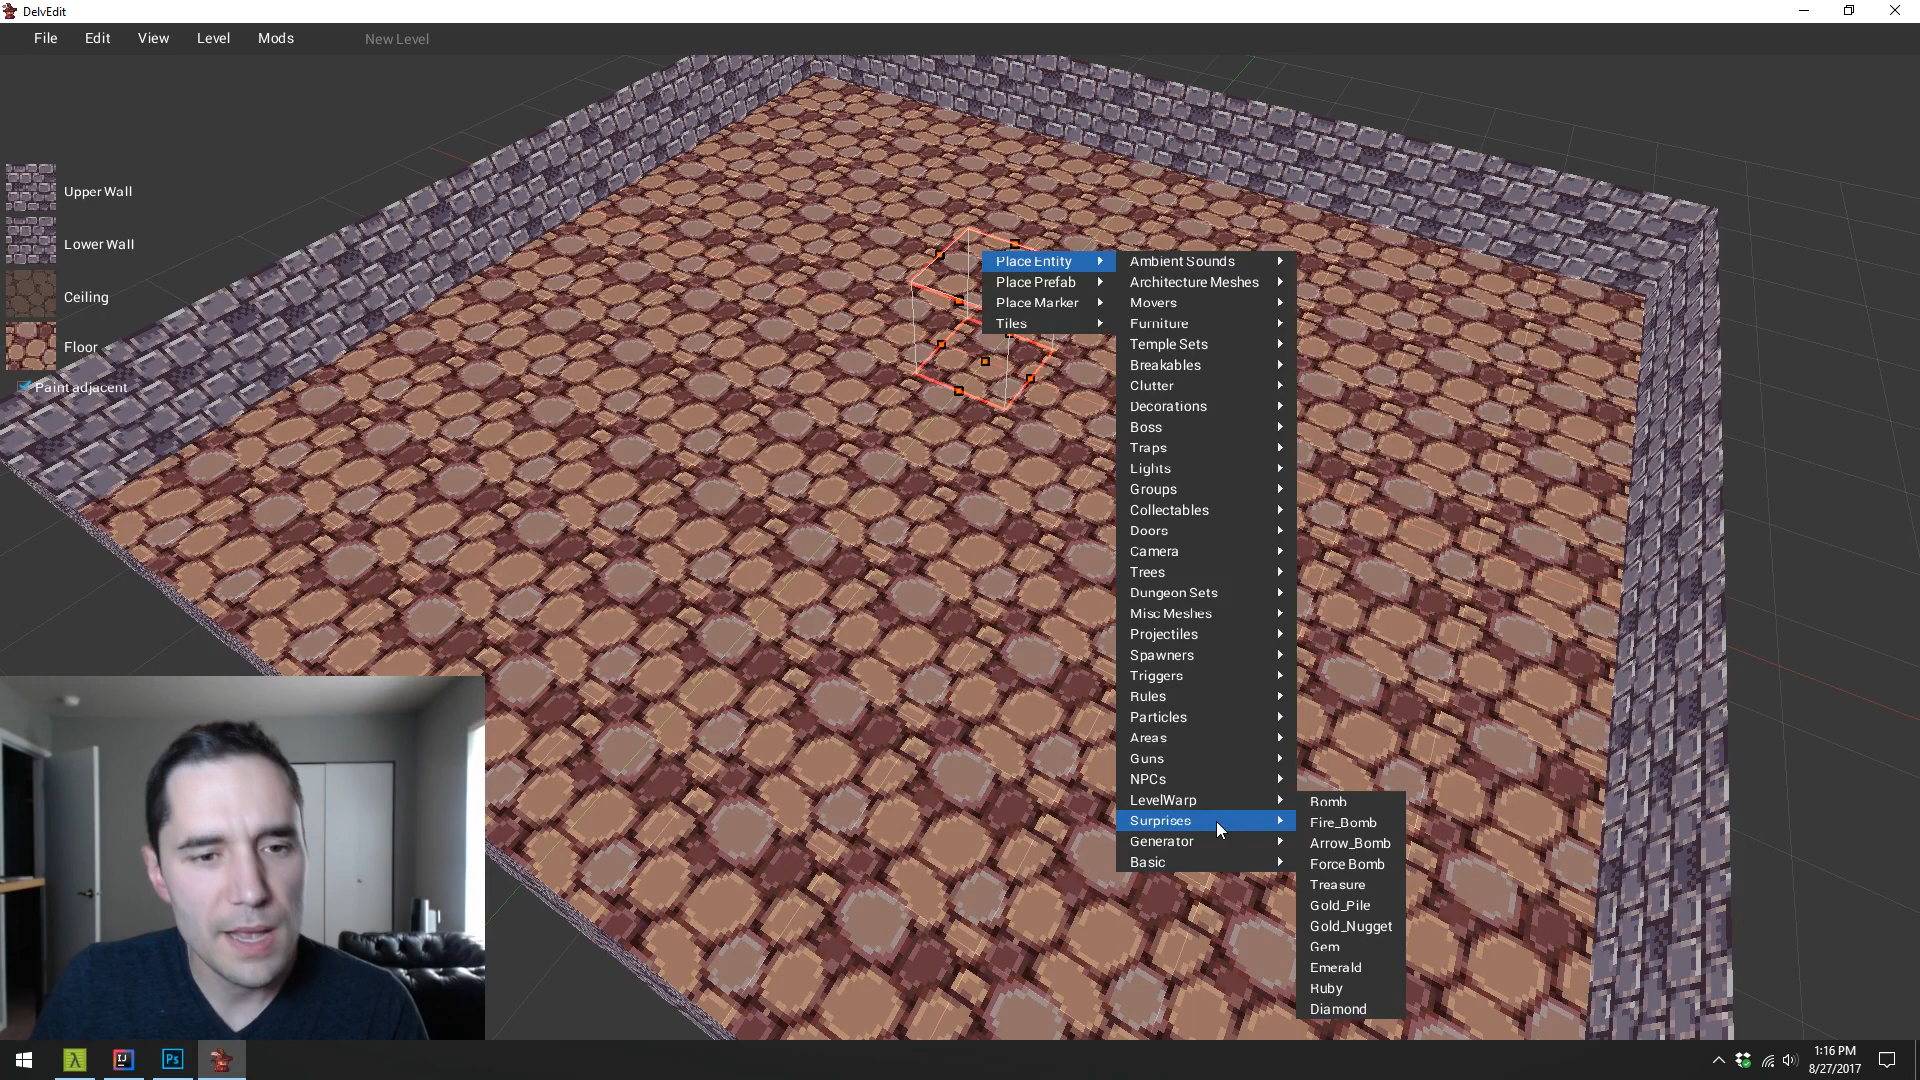 DelvEdit
File Edit View Level Mods New Level
Upper Wall
Lower Wall
Ceiling
Floor
Paint adjacent
Place Entity
Place Prefab
Place Marker
Tiles
Ambient Sounds
Architecture Meshes
Movers
Furniture
Temple Sets
Breakables
Clutter
Decorations
Boss
Traps
Lights
Groups
Collectables
Doors
Camera
Trees
Dungeon Sets
Misc Meshes
Projectiles
Spawners
Triggers
Rules
Particles
Areas
Guns
NPCs
LevelWarp
Surprises
Generator
Basic
Bomb
Fire_Bomb
Arrow_Bomb
Force Bomb
Treasure
Gold_Pile
Gold_Nugget
Gem
Emerald
Ruby
Diamond
λ
IJ
Ps
1:16 PM
8/27/2017